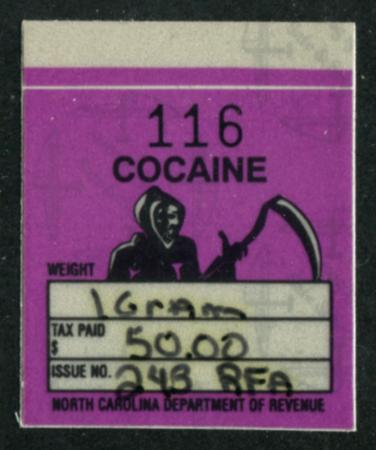 116
COCAINE
WEIGHT
1 Gram
TAX PAID
$ 50.00
ISSUE NO. 243 RFA
NORTH CAROLINA DEPARTMENT OF REVENUE